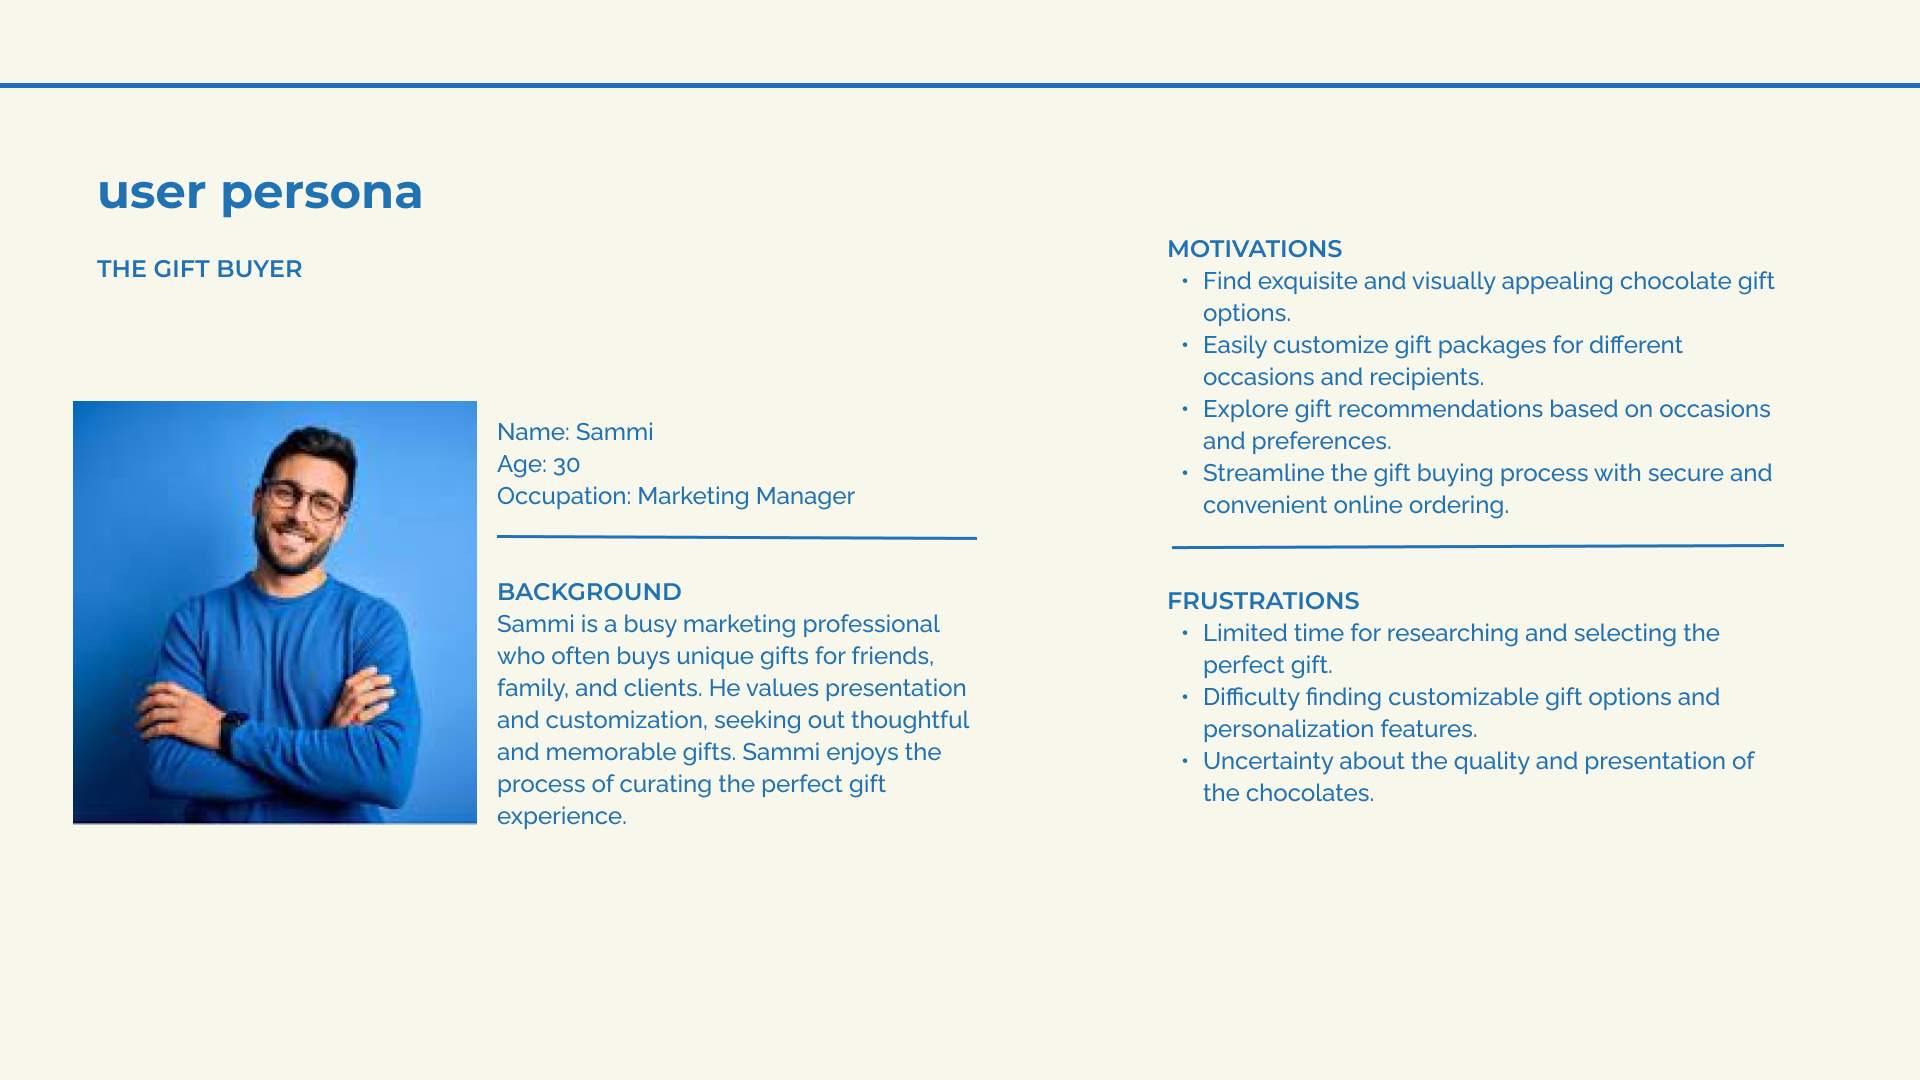 user persona
THE GIFT BUYER
Name: Sammi
Age: 30
Occupation: Marketing Manager
BACKGROUND
Sammi is a busy marketing professional
who often buys unique gifts for friends,
family, and clients. He values presentation
and customization, seeking out thoughtful
and memorable gifts. Sammi enjoys the
process of curating the perfect gift
experience.
MOTIVATIONS
• Find exquisite and visually appealing chocolate gift
options.
• Easily customize gift packages for different
occasions and recipients.
• Explore gift recommendations based on occasions
and preferences.
• Streamline the gift buying process with secure and
convenient online ordering.
FRUSTRATIONS
• Limited time for researching and selecting the
perfect gift.
• Difficulty finding customizable gift options and
personalization features.
• Uncertainty about the quality and presentation of
the chocolates.